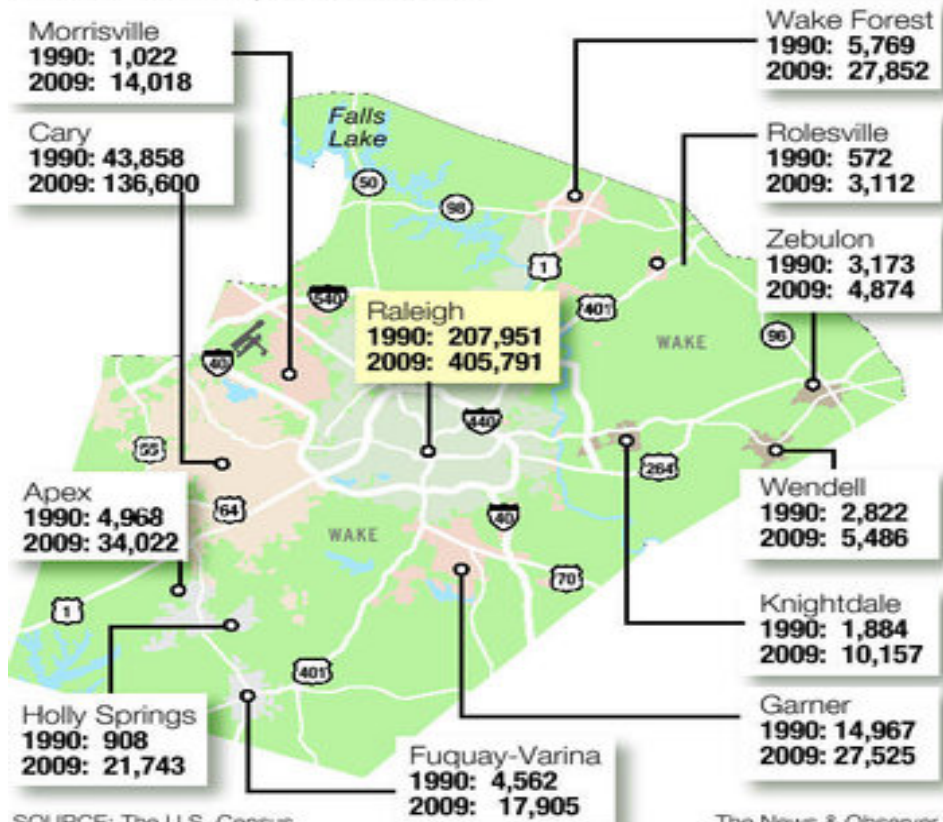 Morrisville
1990: 1,022
2009: 14,018
Cary
1990: 43,858
2009: 136,600
Wake Forest
1990: 5,769
2009: 27,852
Rolesville
1990: 572
2009: 3,112
Zebulon
1990: 3,173
2009: 4,874
Falls
Lake
50
98
1
540
401
96
WAKE
Raleigh
1990: 207,951
2009: 405,791
40
440
55
264
64
40
WAKE
70
1
401
Apex
1990: 4,968
2009: 34,022
Wendell
1990: 2,822
2009: 5,486
Knightdale
1990: 1,884
2009: 10,157
Garner
1990: 14,967
2009: 27,525
Holly Springs
1990: 908
2009: 21,743
Fuquay-Varina
1990: 4,562
2009: 17,905
SOURCE: The U.S. Census
The News & Observer